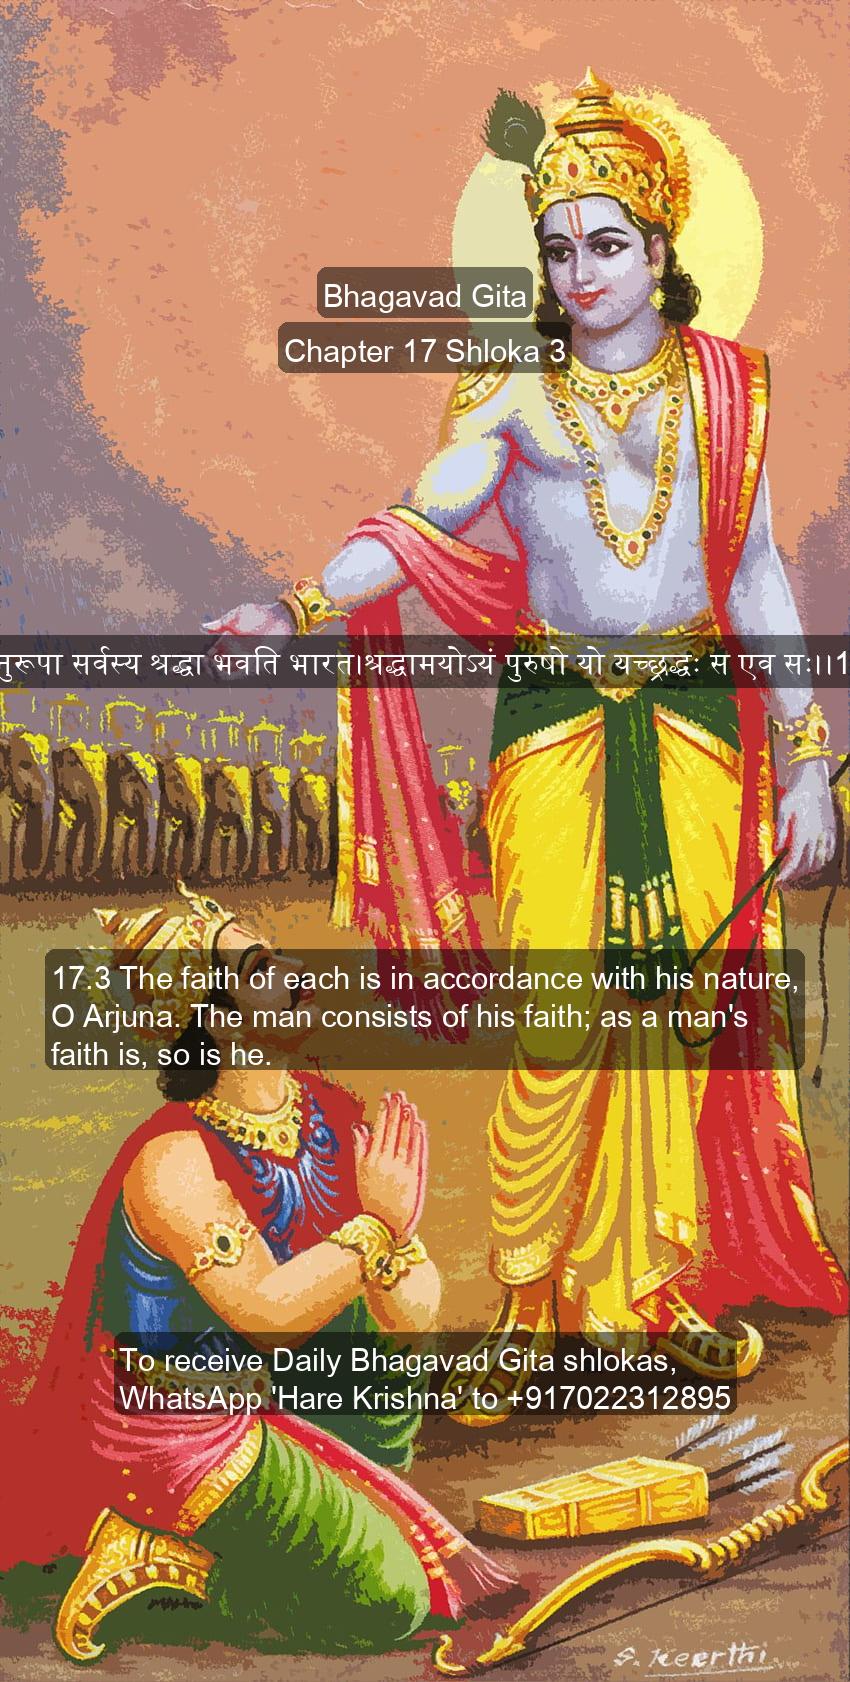 Bhagavad Gita
Chapter 17 Shloka 3
नुरूपा सर्वस्य श्रद्धा भवति भारत।श्रद्धामयोऽयं पुरुषो यो यच्छ्रद्धः स एव सः।।1
17.3 The faith of each is in accordance with his nature,
O Arjuna. The man consists of his faith; as a man's
faith is, so is he.
To receive Daily Bhagavad Gita shlokas,
WhatsApp 'Hare Krishna' to +917022312895
S. Keerthi